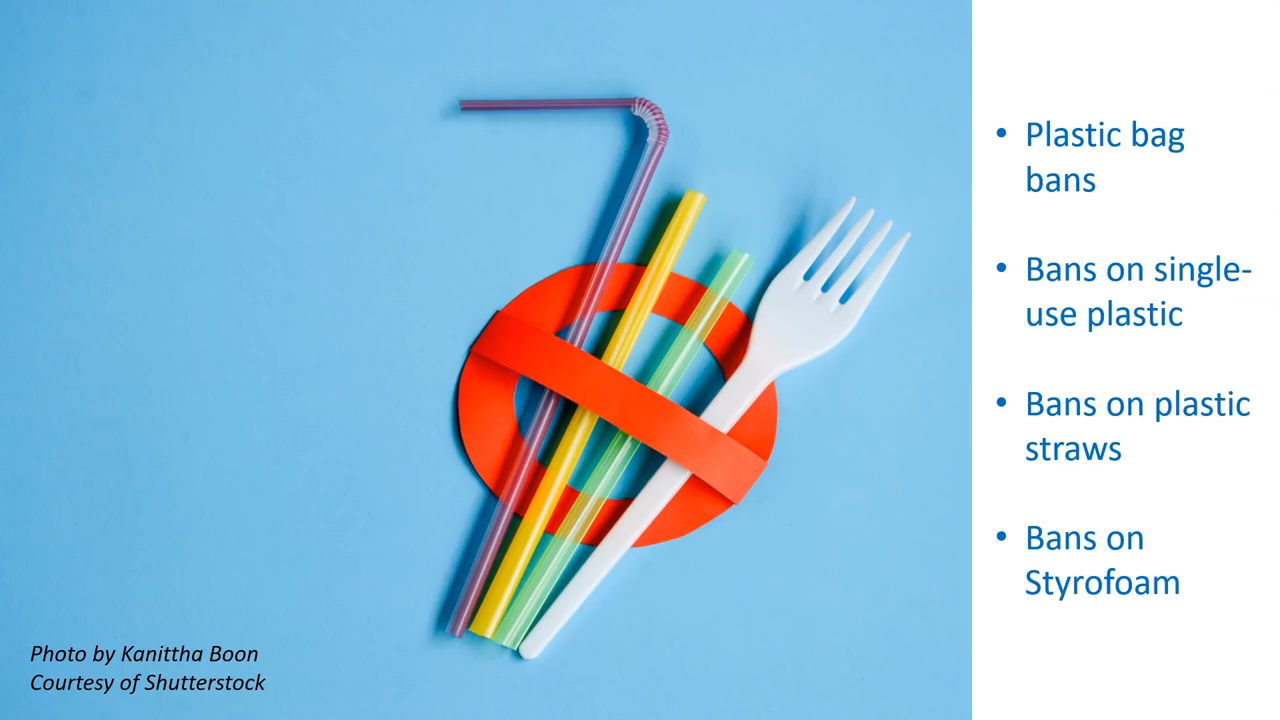 • Plastic bag
bans
• Bans on single-
use plastic
• Bans on plastic
straws
• Bans on
Styrofoam
Photo by Kanittha Boon
Courtesy of Shutterstock